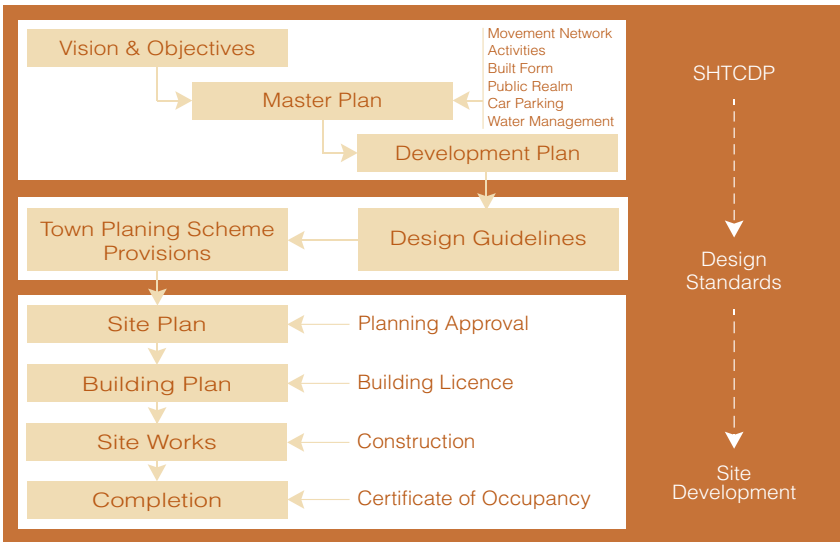 Vision & Objectives
Movement Network
Activities
Built Form
Public Realm
Car Parking
Water Management
Master Plan
Development Plan
SHTCDP
Town Planing Scheme
Provisions
Design Guidelines
Design
Standards
Site Plan
Planning Approval
Building Plan
Building Licence
Site Works
Construction
Completion
Certificate of Occupancy
Site
Development